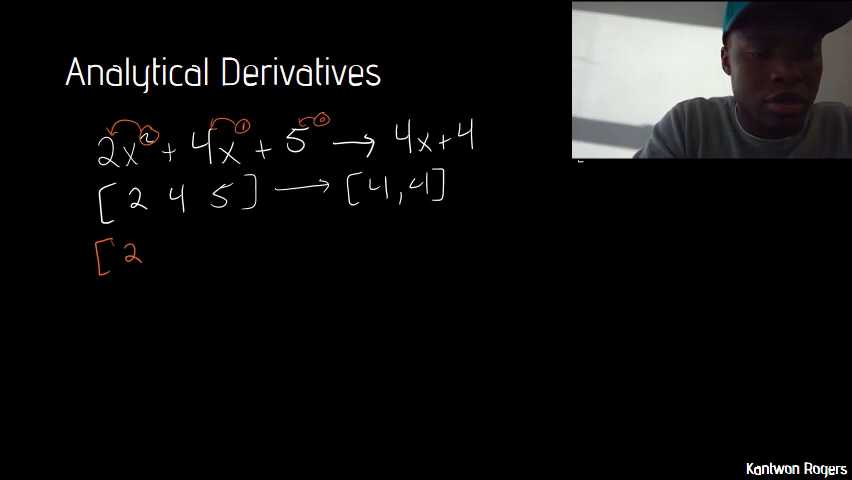 Analytical Derivatives
2x² + 4x¹ + 5⁰ → 4x+4
[ 2 4 5 ] → [4,4]
[ 2
Kantwon Rogers